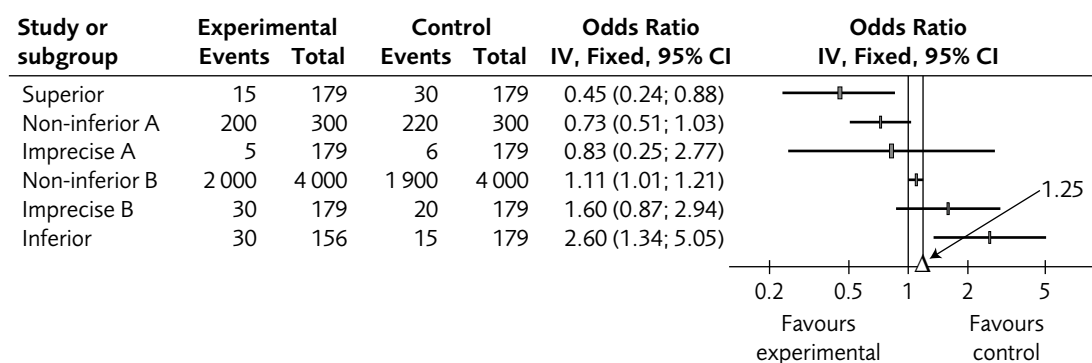 Study or Experimental Control Odds Ratio Odds Ratio
subgroup Events Total Events Total IV, Fixed, 95% CI IV, Fixed, 95% CI
Superior 15 179 30 179 0.45 (0.24; 0.88)
Non-inferior A 200 300 220 300 0.73 (0.51; 1.03)
Imprecise A 5 179 6 179 0.83 (0.25; 2.77)
Non-inferior B 2 000 4 000 1 900 4 000 1.11 (1.01; 1.21)
1.25
Imprecise B 30 179 20 179 1.60 (0.87; 2.94)
Inferior 30 156 15 179 2.60 (1.34; 5.05)
0.2 0.5 1 2 5
Favours Favours
experimental control